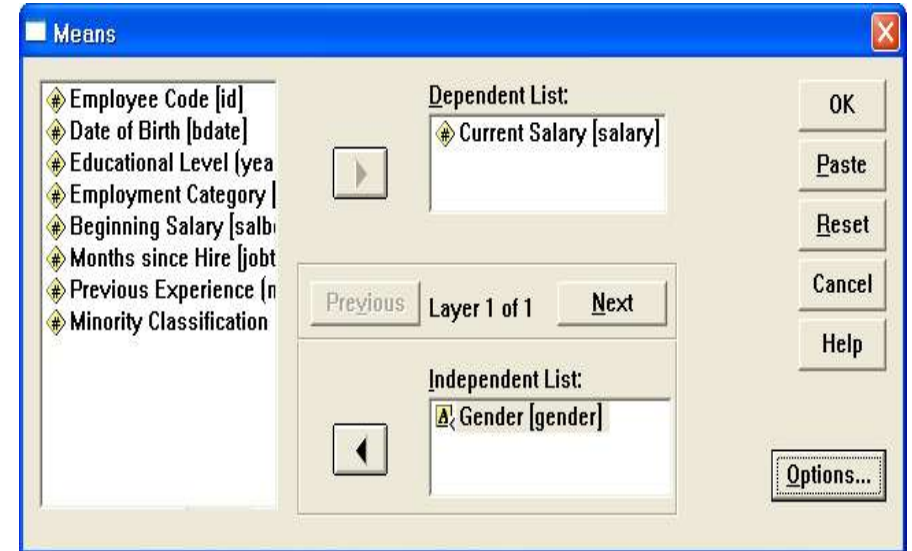 Means
Employee Code [id]
Date of Birth [bdate]
Educational Level (yea
Employment Category [
Beginning Salary [salb
Months since Hire [jobt
Previous Experience (n
Minority Classification
Dependent List:
Current Salary [salary]
Previous
Layer 1 of 1
Next
Independent List:
A Gender [gender]
OK
Paste
Reset
Cancel
Help
Options...